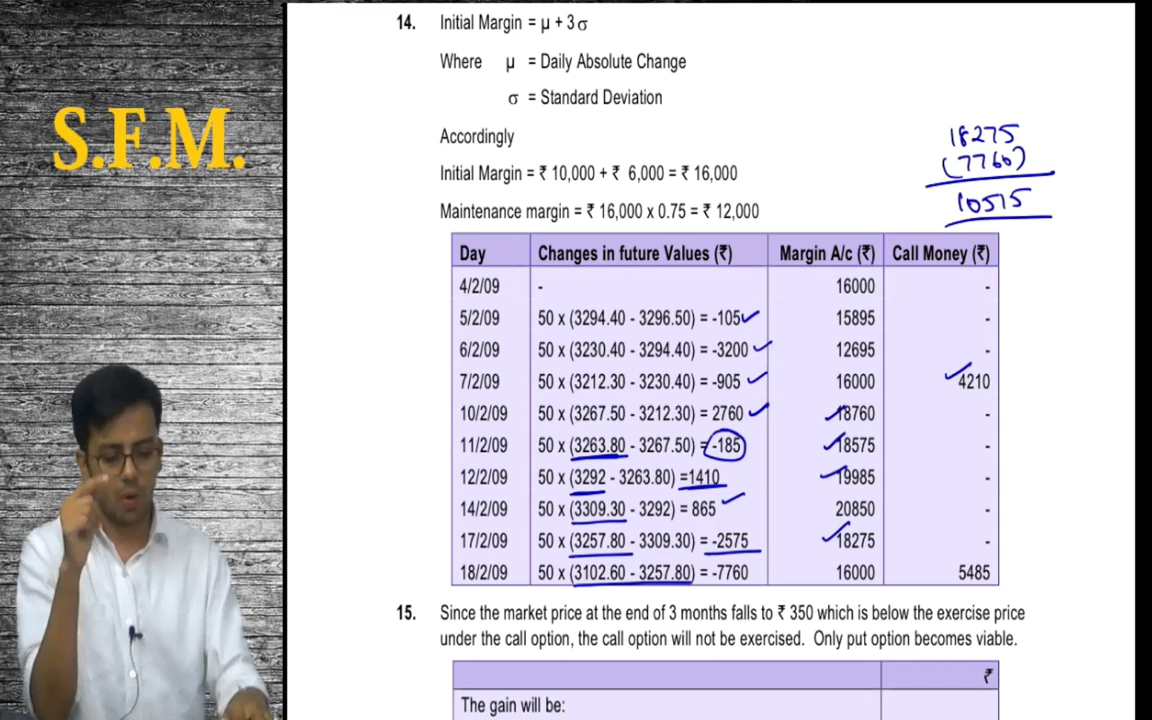 S.F.M.
14. Initial Margin = μ + 3σ
Where μ = Daily Absolute Change
σ = Standard Deviation
Accordingly
Initial Margin = ₹ 10,000 + ₹ 6,000 = ₹ 16,000
Maintenance margin = ₹ 16,000 x 0.75 = ₹ 12,000
18275
(7760)
10515
Day Changes in future Values (₹) Margin A/c (₹) Call Money (₹)
4/2/09 - 16000 -
5/2/09 50 x (3294.40 - 3296.50) = -105 15895 -
6/2/09 50 x (3230.40 - 3294.40) = -3200 12695 -
7/2/09 50 x (3212.30 - 3230.40) = -905 16000 4210
10/2/09 50 x (3267.50 - 3212.30) = 2760 18760 -
11/2/09 50 x (3263.80 - 3267.50) = -185 18575 -
12/2/09 50 x (3292 - 3263.80) =1410 19985 -
14/2/09 50 x (3309.30 - 3292) = 865 20850 -
17/2/09 50 x (3257.80 - 3309.30) = -2575 18275 -
18/2/09 50 x (3102.60 - 3257.80) = -7760 16000 5485
15. Since the market price at the end of 3 months falls to ₹ 350 which is below the exercise price
under the call option, the call option will not be exercised. Only put option becomes viable.
₹
The gain will be: